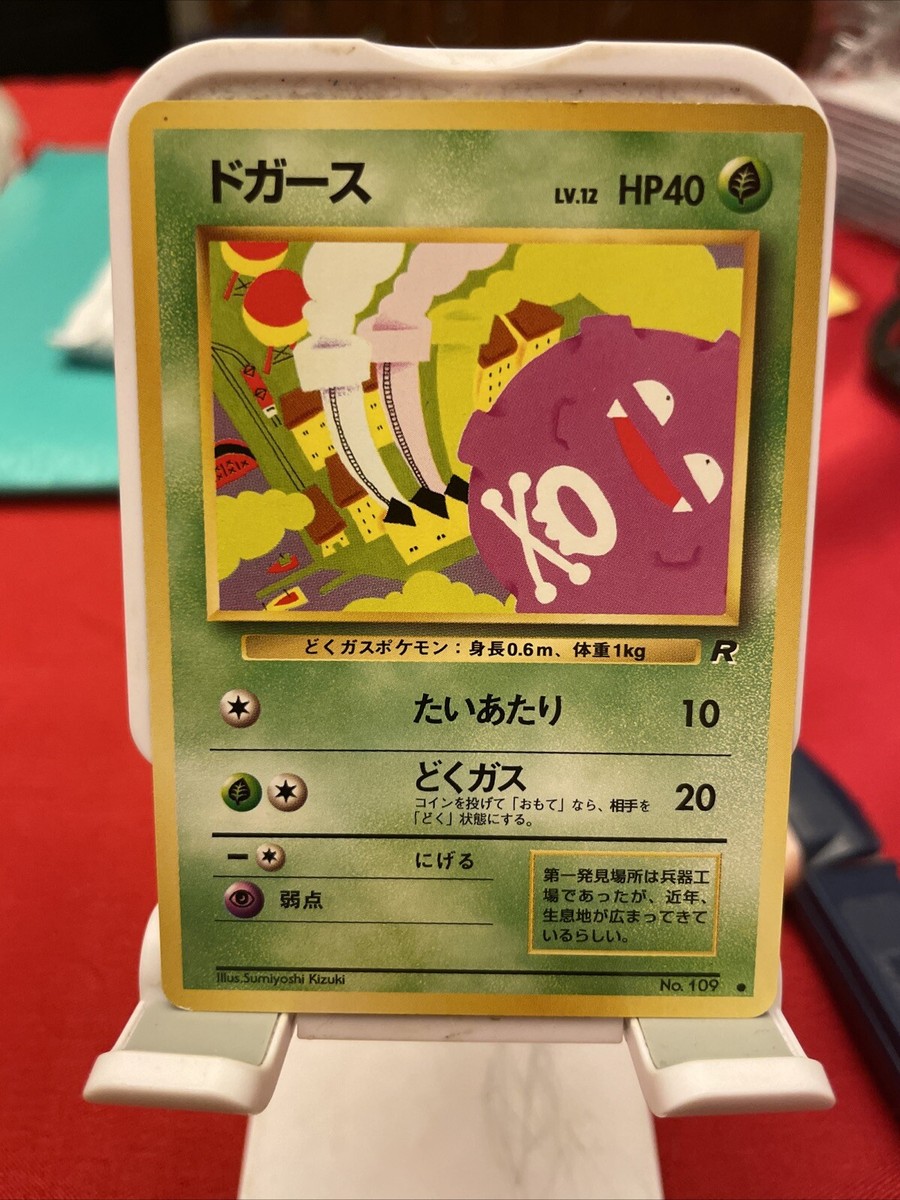 ドガース LV.12 HP40
どくガスポケモン：身長0.6m、体重1kg R
たいあたり 10
どくガス 20
コインを投げて「おもて」なら、相手を
「どく」状態にする。
にげる
弱点
第一発見場所は兵器工
場であったが、近年、
生息地が広まってきて
いるらしい。
Illus.Sumiyoshi Kizuki
No. 109